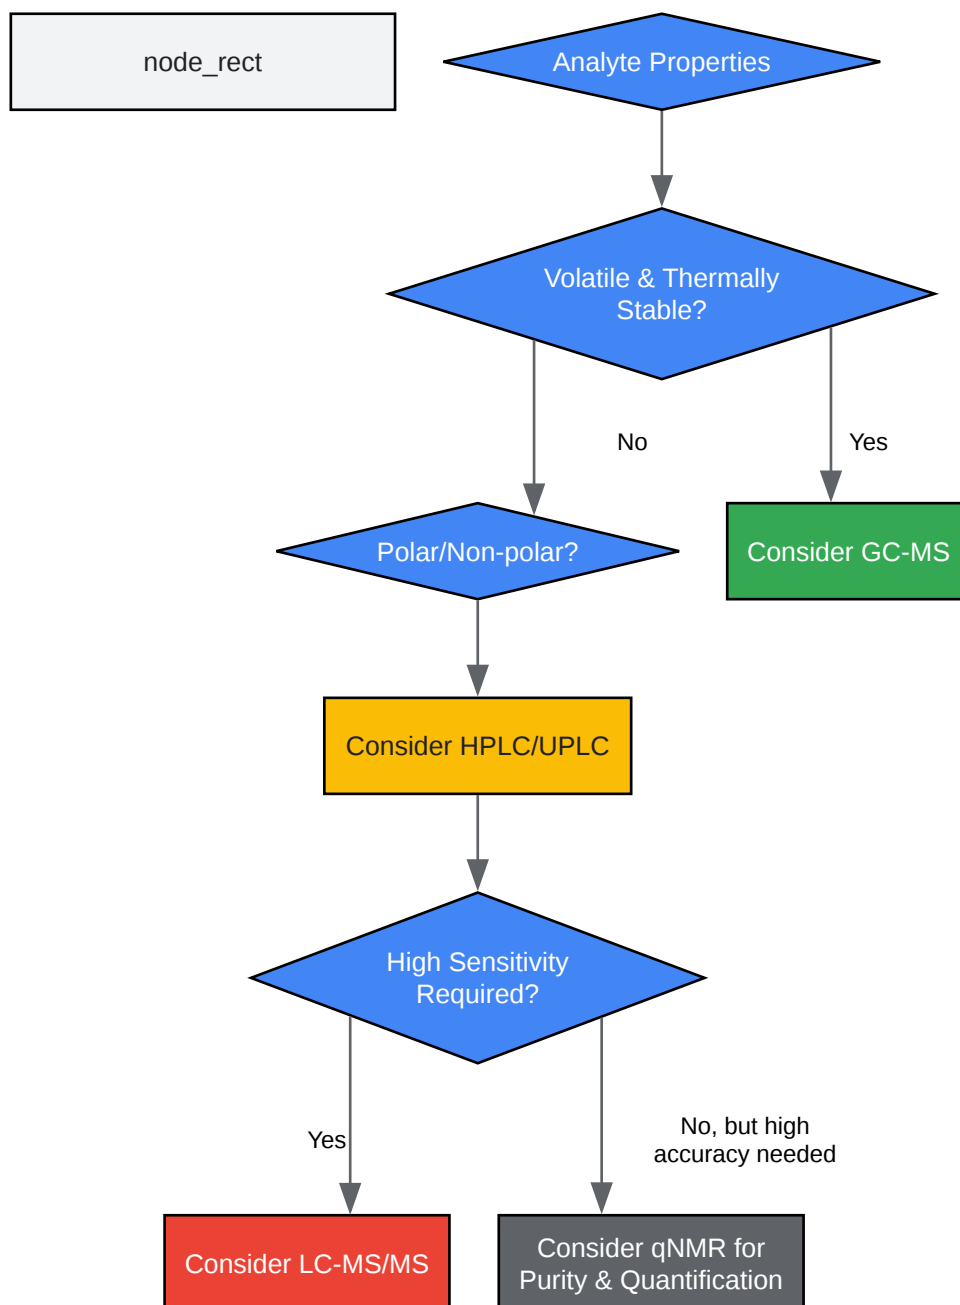 node_rect
Analyte Properties
Volatile & Thermally
Stable?
No
Yes
Polar/Non-polar?
Consider GC-MS
Consider HPLC/UPLC
High Sensitivity
Required?
Yes
No, but high
accuracy needed
Consider LC-MS/MS
Consider qNMR for
Purity & Quantification